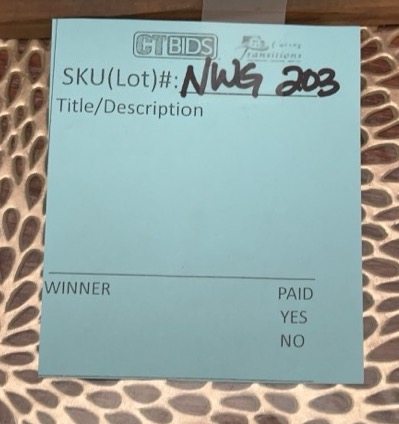 CTBIDS Caring Transitions
SKU(Lot)#: NWG 203
Title/Description
WINNER PAID
YES
NO